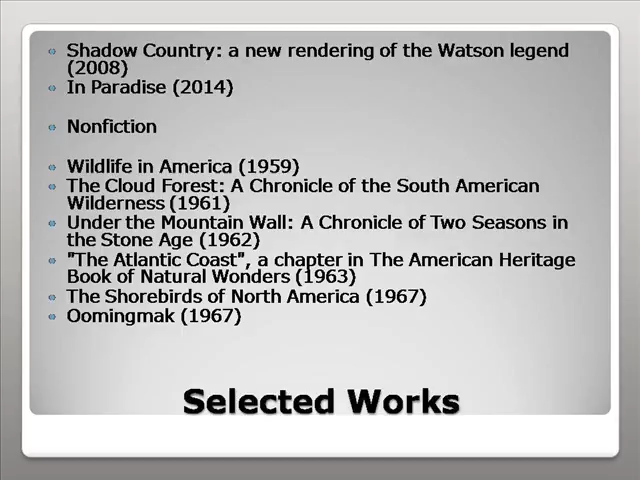 Shadow Country: a new rendering of the Watson legend
(2008)
In Paradise (2014)
Nonfiction
Wildlife in America (1959)
The Cloud Forest: A Chronicle of the South American
Wilderness (1961)
Under the Mountain Wall: A Chronicle of Two Seasons in
the Stone Age (1962)
"The Atlantic Coast", a chapter in The American Heritage
Book of Natural Wonders (1963)
The Shorebirds of North America (1967)
Oomingmak (1967)
Selected Works